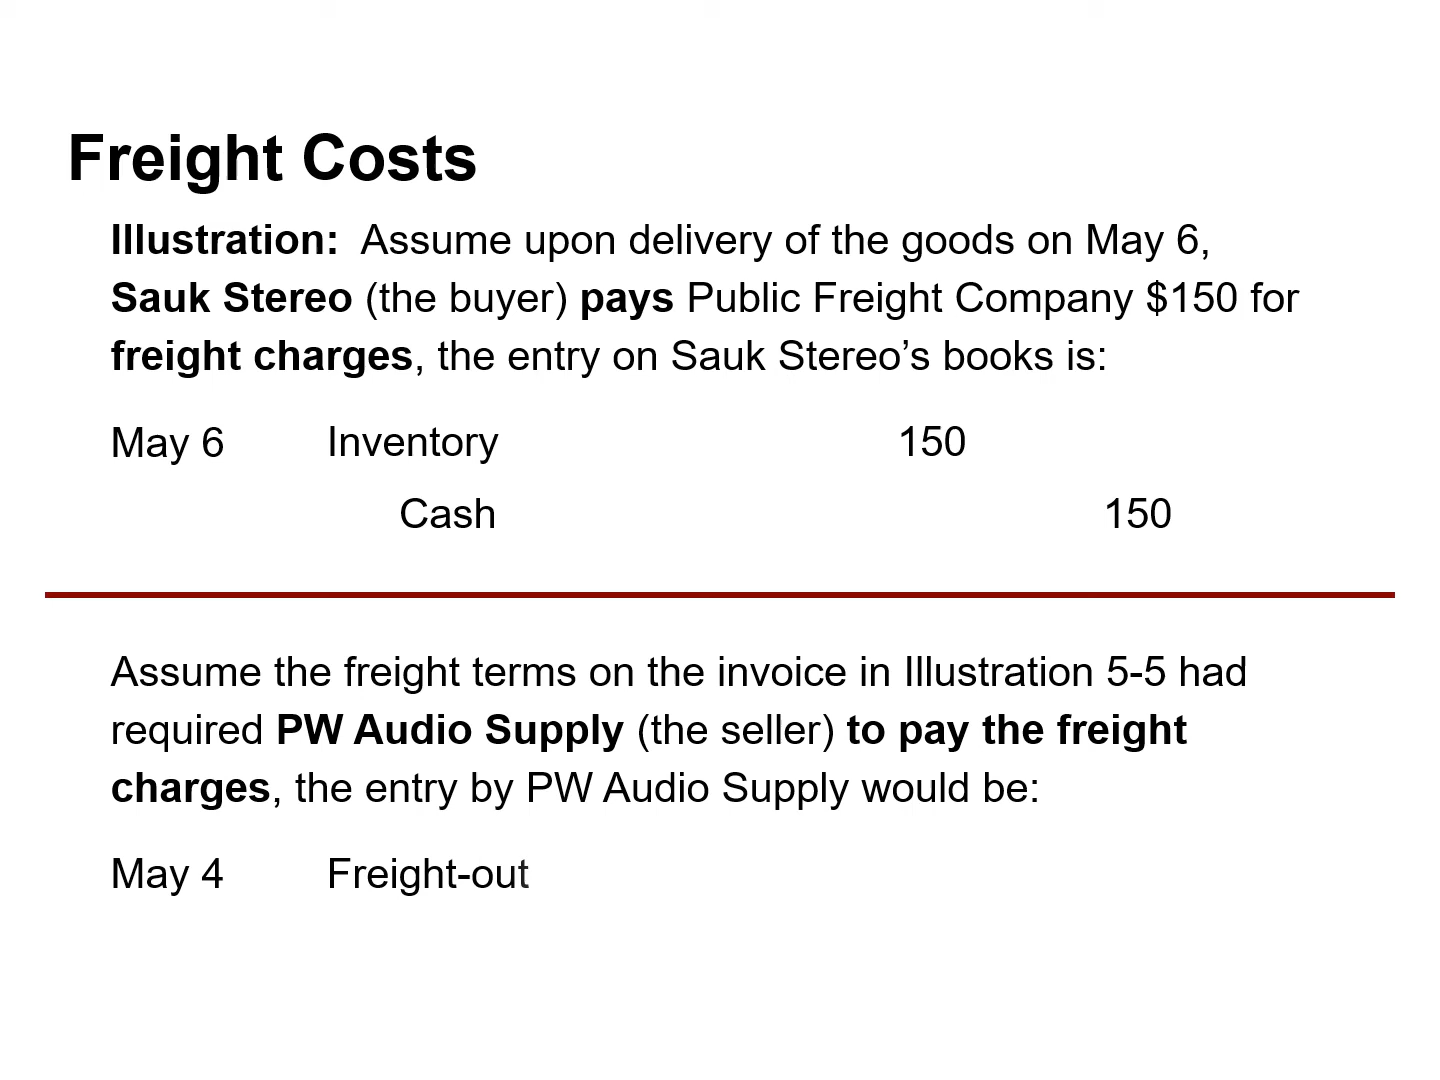 Freight Costs
Illustration:  Assume upon delivery of the goods on May 6,
Sauk Stereo (the buyer) pays Public Freight Company $150 for
freight charges, the entry on Sauk Stereo’s books is:
May 6 Inventory 150
Cash 150
Assume the freight terms on the invoice in Illustration 5-5 had
required PW Audio Supply (the seller) to pay the freight
charges, the entry by PW Audio Supply would be:
May 4 Freight-out